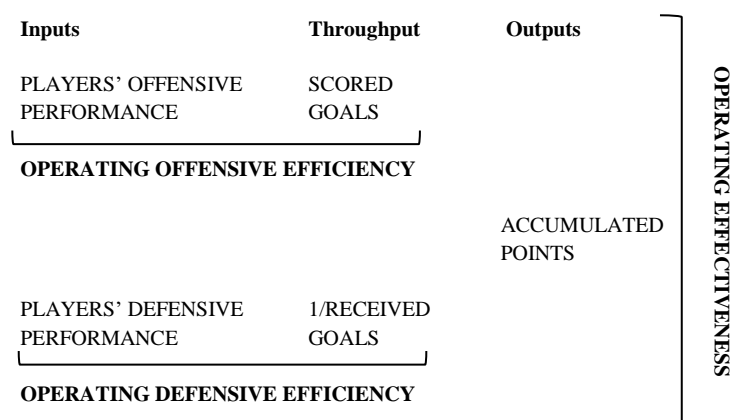 Inputs Throughput Outputs
PLAYERS’ OFFENSIVE SCORED
PERFORMANCE GOALS
OPERATING OFFENSIVE EFFICIENCY
ACCUMULATED
POINTS
PLAYERS’ DEFENSIVE 1/RECEIVED
PERFORMANCE GOALS
OPERATING DEFENSIVE EFFICIENCY
OPERATING EFFECTIVENESS